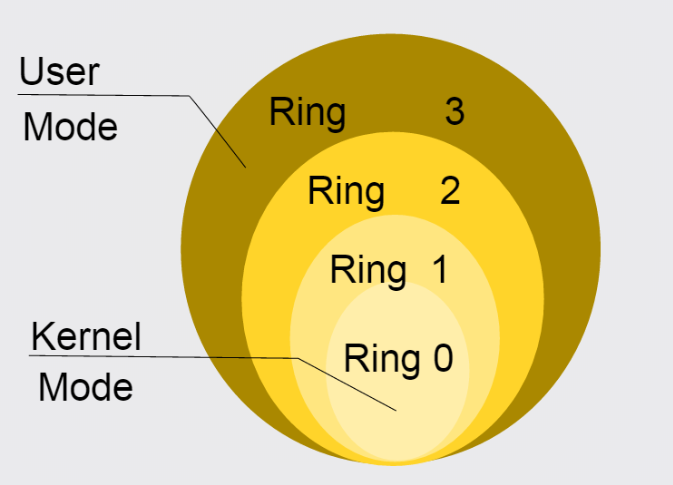 User
Mode
Ring 3
Ring 2
Ring 1
Ring 0
Kernel
Mode